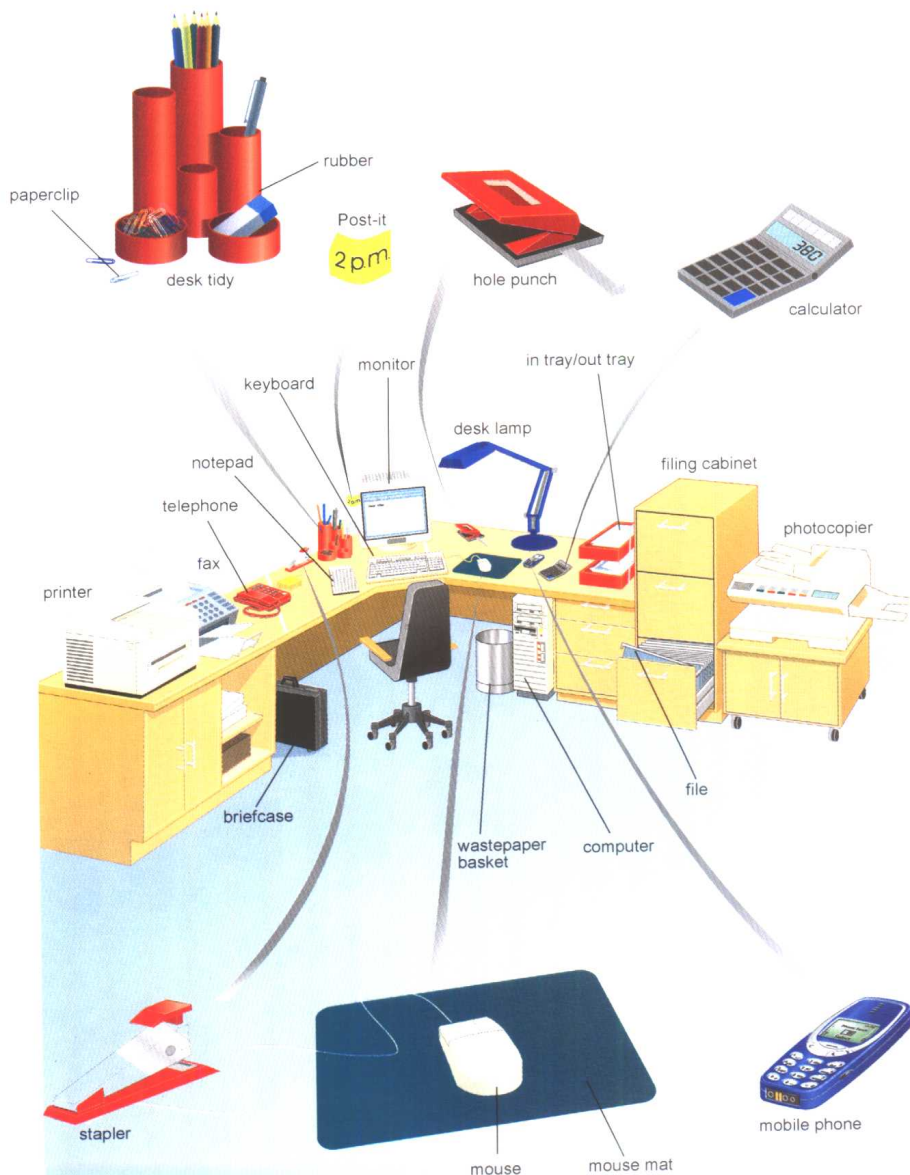 rubber
paperclip
Post-it
2 p.m.
desk tidy
hole punch
380
calculator
monitor
in tray/out tray
keyboard
desk lamp
notepad
filing cabinet
telephone
photocopier
fax
printer
file
briefcase
wastepaper
basket
computer
stapler
mouse
mouse mat
mobile phone